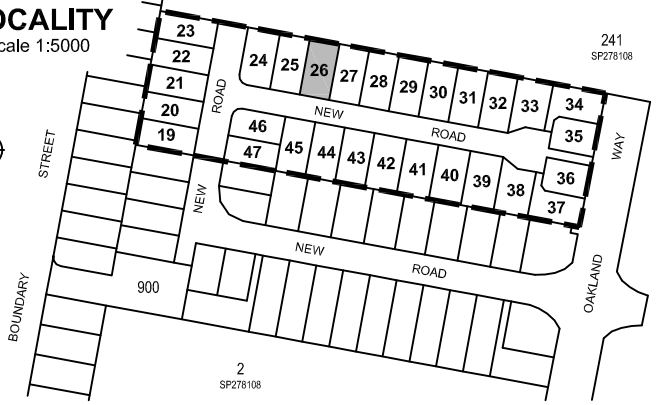 OCALITY
cale 1:5000
241
SP278108
23
22
21
20
19
24
25
26
27
28
29
30
31
32
33
34
35
36
37
46
47
45
44
43
42
41
40
39
38
ROAD
NEW
NEW
ROAD
NEW
ROAD
WAY
OAKLAND
STREET
BOUNDARY
900
2
SP278108